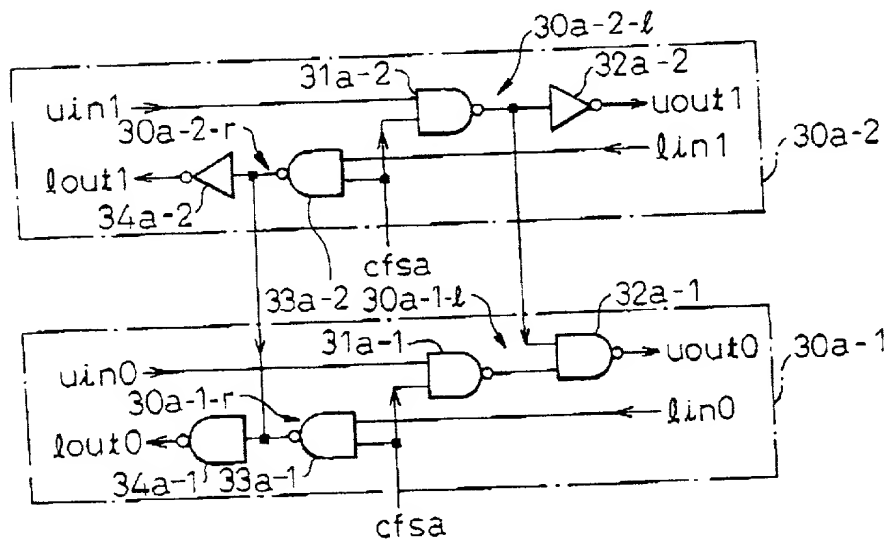 30a-2-ℓ
31a-2 32a-2
uin1 uout1
30a-2-r ℓin1 30a-2
ℓout1
34a-2
cfsa
33a-2 30a-1-ℓ 32a-1
31a-1
uin0 uout0 30a-1
30a-1-r ℓin0
ℓout0
34a-1 33a-1
cfsa